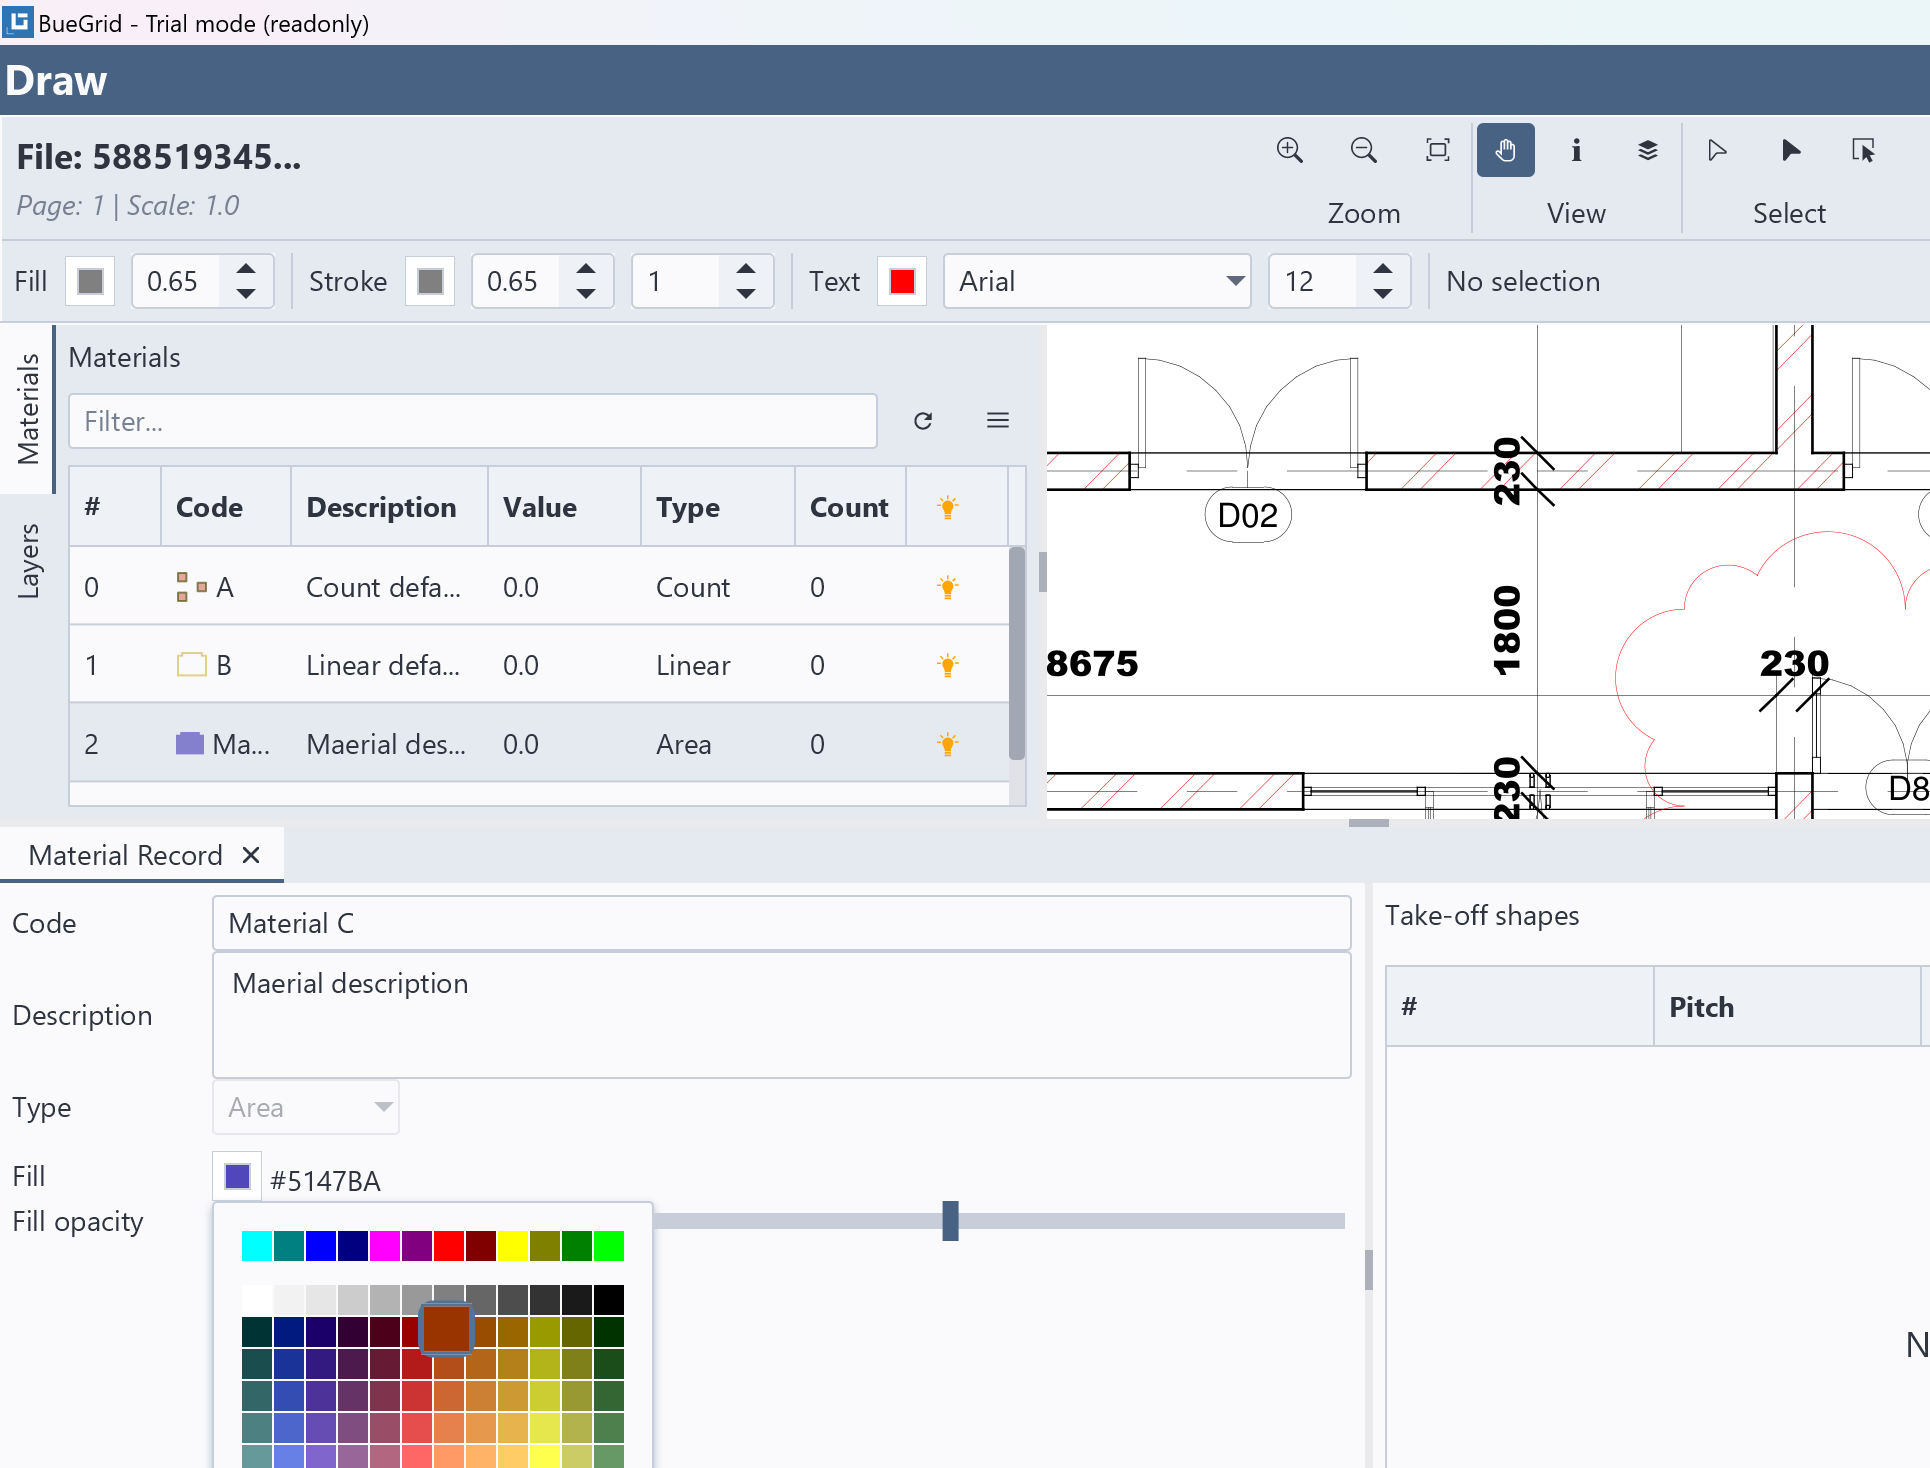 BueGrid - Trial mode (readonly)
Draw
File: 588519345...
Page: 1 | Scale: 1.0
Zoom
View
Select
Fill
0.65
Stroke
0.65
1
Text
Arial
12
No selection
Materials
Layers
Materials
Filter...
# Code Description Value Type Count
0 A Count defa... 0.0 Count 0
1 B Linear defa... 0.0 Linear 0
2 Ma... Maerial des... 0.0 Area 0
D02
230
1800
8675
230
230
D8
Material Record
Code
Material C
Description
Maerial description
Type
Area
Fill
#5147BA
Fill opacity
Take-off shapes
# Pitch
N